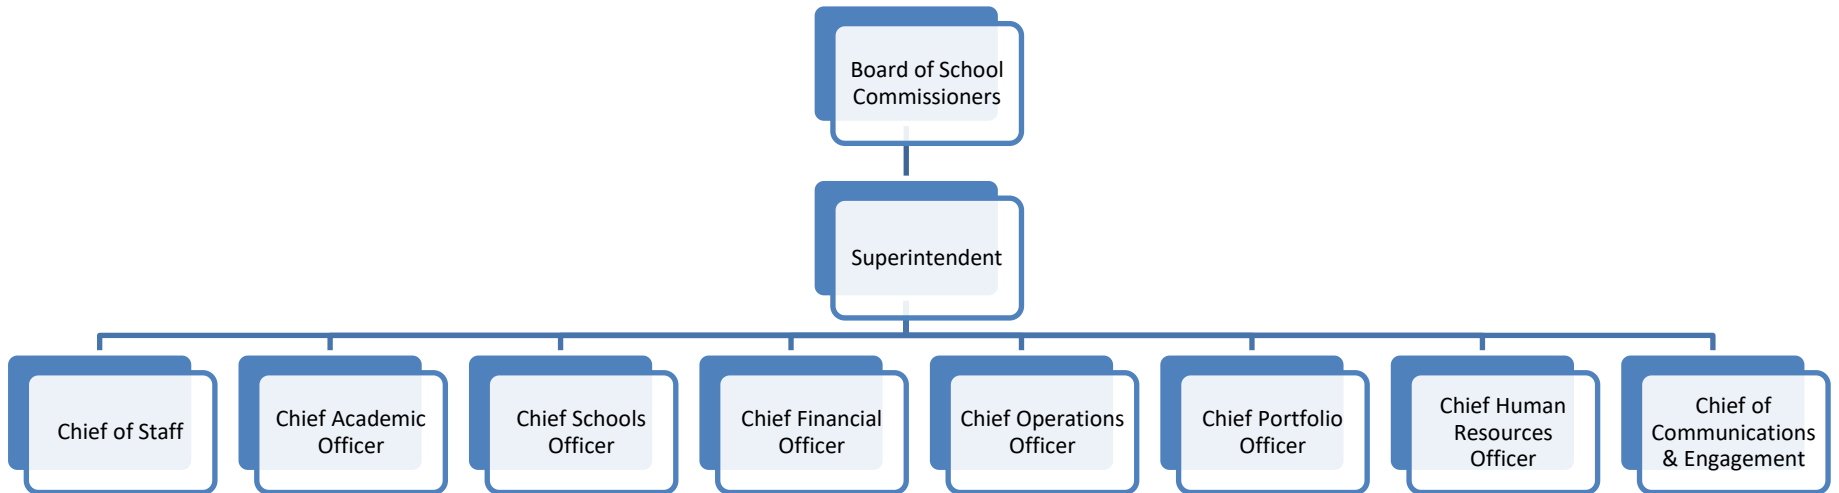 Board of School
Commissioners
Superintendent
Chief of Staff
Chief Academic
Officer
Chief Schools
Officer
Chief Financial
Officer
Chief Operations
Officer
Chief Portfolio
Officer
Chief Human
Resources
Officer
Chief of
Communications
& Engagement